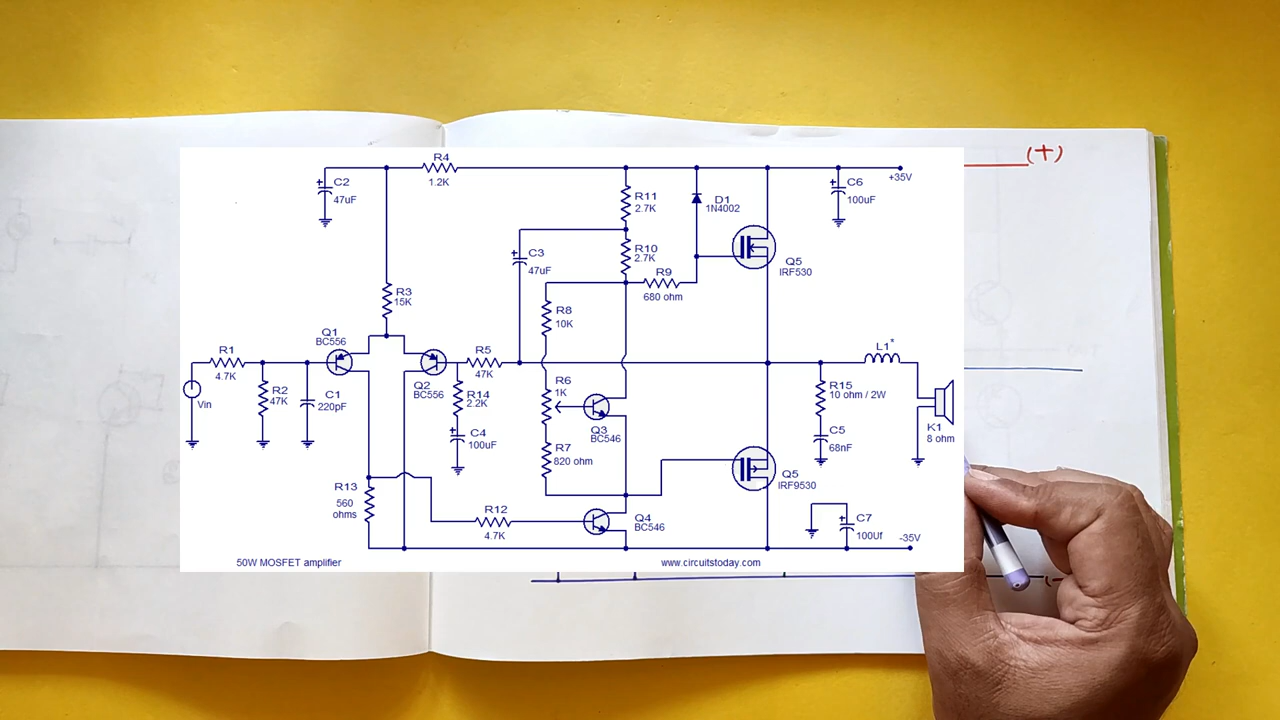 (+)
R4
1.2K
C2
47uF
R11
2.7K
D1
1N4002
C6
100uF
+35V
C3
47uF
R10
2.7K
R9
680 ohm
Q5
IRF530
R3
15K
R8
10K
Q1
BC556
R1
4.7K
R2
47K
C1
220pF
Vin
Q2
BC556
R5
47K
R14
2.2K
C4
100uF
R6
1K
Q3
BC546
R7
820 ohm
L1*
R15
10 ohm / 2W
C5
68nF
K1
8 ohm
R13
560
ohms
R12
4.7K
Q4
BC546
Q5
IRF9530
C7
100Uf
-35V
50W MOSFET amplifier
www.circuitstoday.com